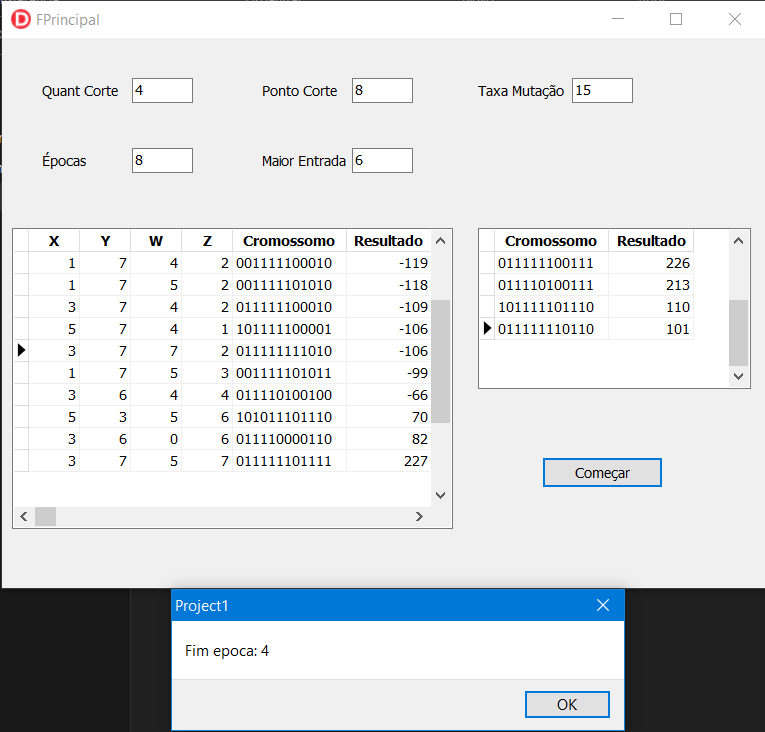 FPrincipal
Quant Corte 4 Ponto Corte 8 Taxa Mutação 15
Épocas 8 Maior Entrada 6
X Y W Z Cromossomo Resultado
1 7 4 2 001111100010 -119
1 7 5 2 001111101010 -118
3 7 4 2 011111100010 -109
5 7 4 1 101111100001 -106
3 7 7 2 011111111010 -106
1 7 5 3 001111101011 -99
3 6 4 4 011110100100 -66
5 3 5 6 101011101110 70
3 6 0 6 011110000110 82
3 7 5 7 011111101111 227
Cromossomo Resultado
011111100111 226
011110100111 213
101111101110 110
011111110110 101
Começar
Project1
Fim epoca: 4
OK